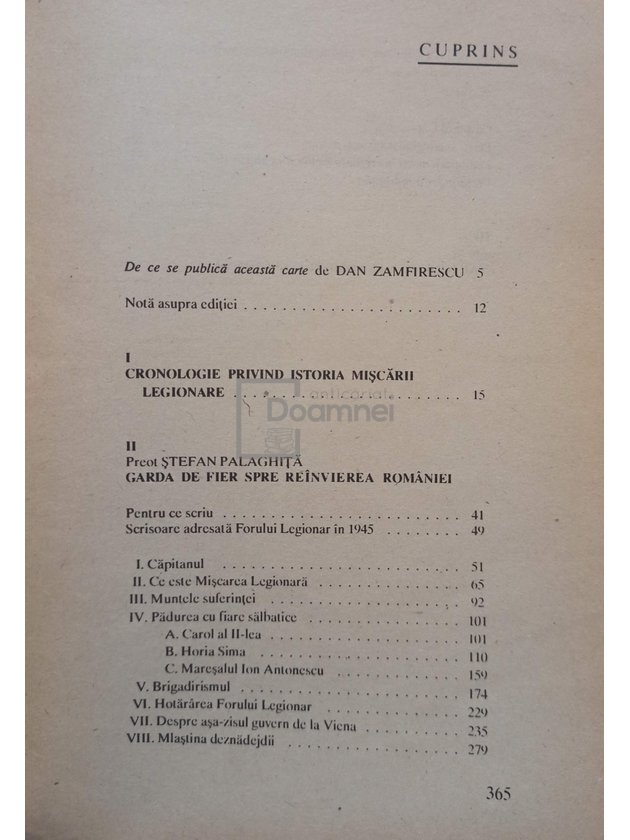 CUPRINS
De ce se publică această carte de DAN ZAMFIRESCU 5
Notă asupra ediției . . . . . . . . . . . . . . . . . . . . . . 12
I
CRONOLOGIE PRIVIND ISTORIA MIȘCĂRII
LEGIONARE . . . . . . . . . . . . . . . . . . . . . . 15
anticariat
Doamnei
II
Preot ȘTEFAN PALAGHIȚĂ
GARDA DE FIER SPRE REÎNVIEREA ROMÂNIEI
Pentru ce scriu . . . . . . . . . . . . . . . . . . . . . . . . 41
Scrisoare adresată Forului Legionar în 1945 . . . . . . . . 49
I. Căpitanul . . . . . . . . . . . . . . . . . . . . . . . 51
II. Ce este Mișcarea Legionară . . . . . . . . . . . . . . 65
III. Muntele suferinței . . . . . . . . . . . . . . . . . . . 92
IV. Pădurea cu fiare sălbatice . . . . . . . . . . . . . . . 101
A. Carol al II-lea . . . . . . . . . . . . . . . . . . . 101
B. Horia Sima . . . . . . . . . . . . . . . . . . . . 110
C. Mareșalul Ion Antonescu . . . . . . . . . . . . . 159
V. Brigadirismul . . . . . . . . . . . . . . . . . . . . . 174
VI. Hotărârea Forului Legionar . . . . . . . . . . . . . . 229
VII. Despre așa-zisul guvern de la Viena . . . . . . . . . 235
VIII. Mlaștina deznădejdii . . . . . . . . . . . . . . . . . 279
365